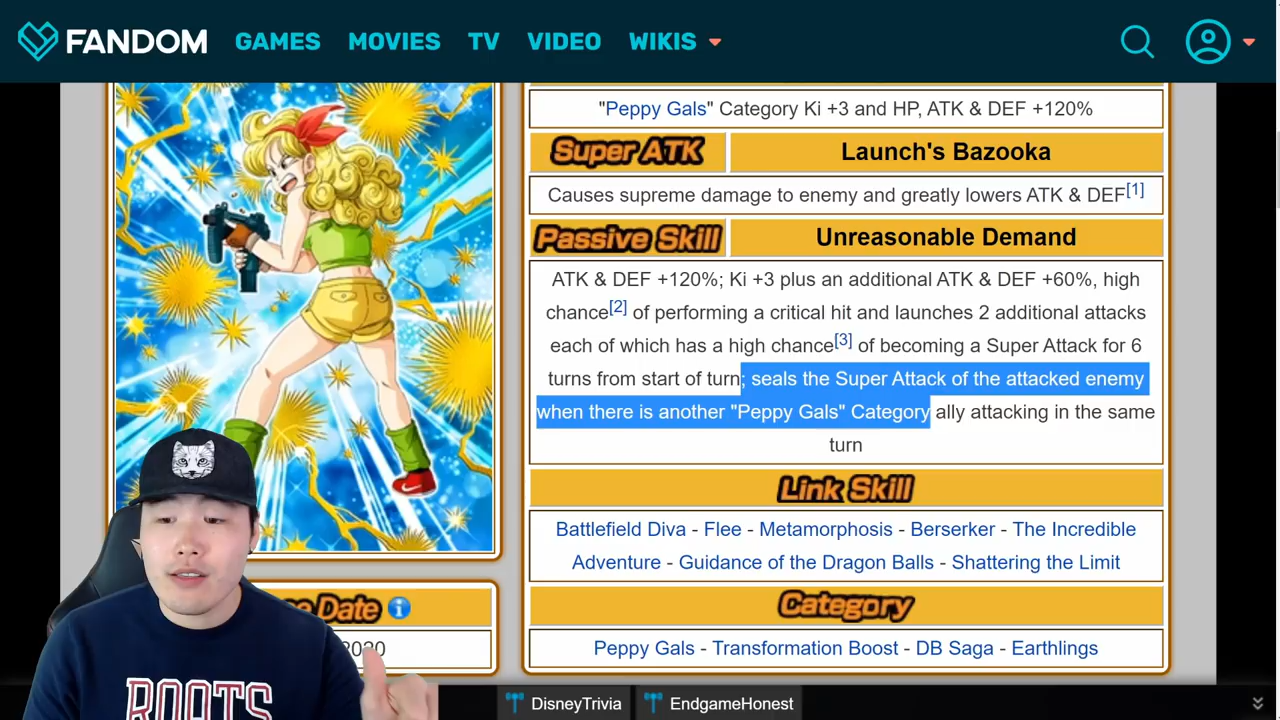 FANDOM GAMES MOVIES TV VIDEO WIKIS
"Peppy Gals" Category Ki +3 and HP, ATK & DEF +120%
Super ATK Launch's Bazooka
Causes supreme damage to enemy and greatly lowers ATK & DEF[1]
Passive Skill Unreasonable Demand
ATK & DEF +120%; Ki +3 plus an additional ATK & DEF +60%, high
chance[2] of performing a critical hit and launches 2 additional attacks
each of which has a high chance[3] of becoming a Super Attack for 6
turns from start of turn; seals the Super Attack of the attacked enemy
when there is another "Peppy Gals" Category ally attacking in the same
turn
Link Skill
Battlefield Diva - Flee - Metamorphosis - Berserker - The Incredible
Adventure - Guidance of the Dragon Balls - Shattering the Limit
Category
Peppy Gals - Transformation Boost - DB Saga - Earthlings
Date
2020
ROOTS
DisneyTrivia EndgameHonest